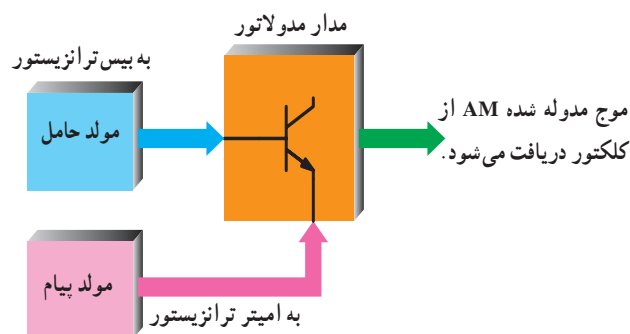 مدار مدولاتور
به بیس ترانزیستور
مولد حامل
موج مدوله شده AM از
کلکتور دریافت می‌شود.
مولد پیام
به امیتر ترانزیستور